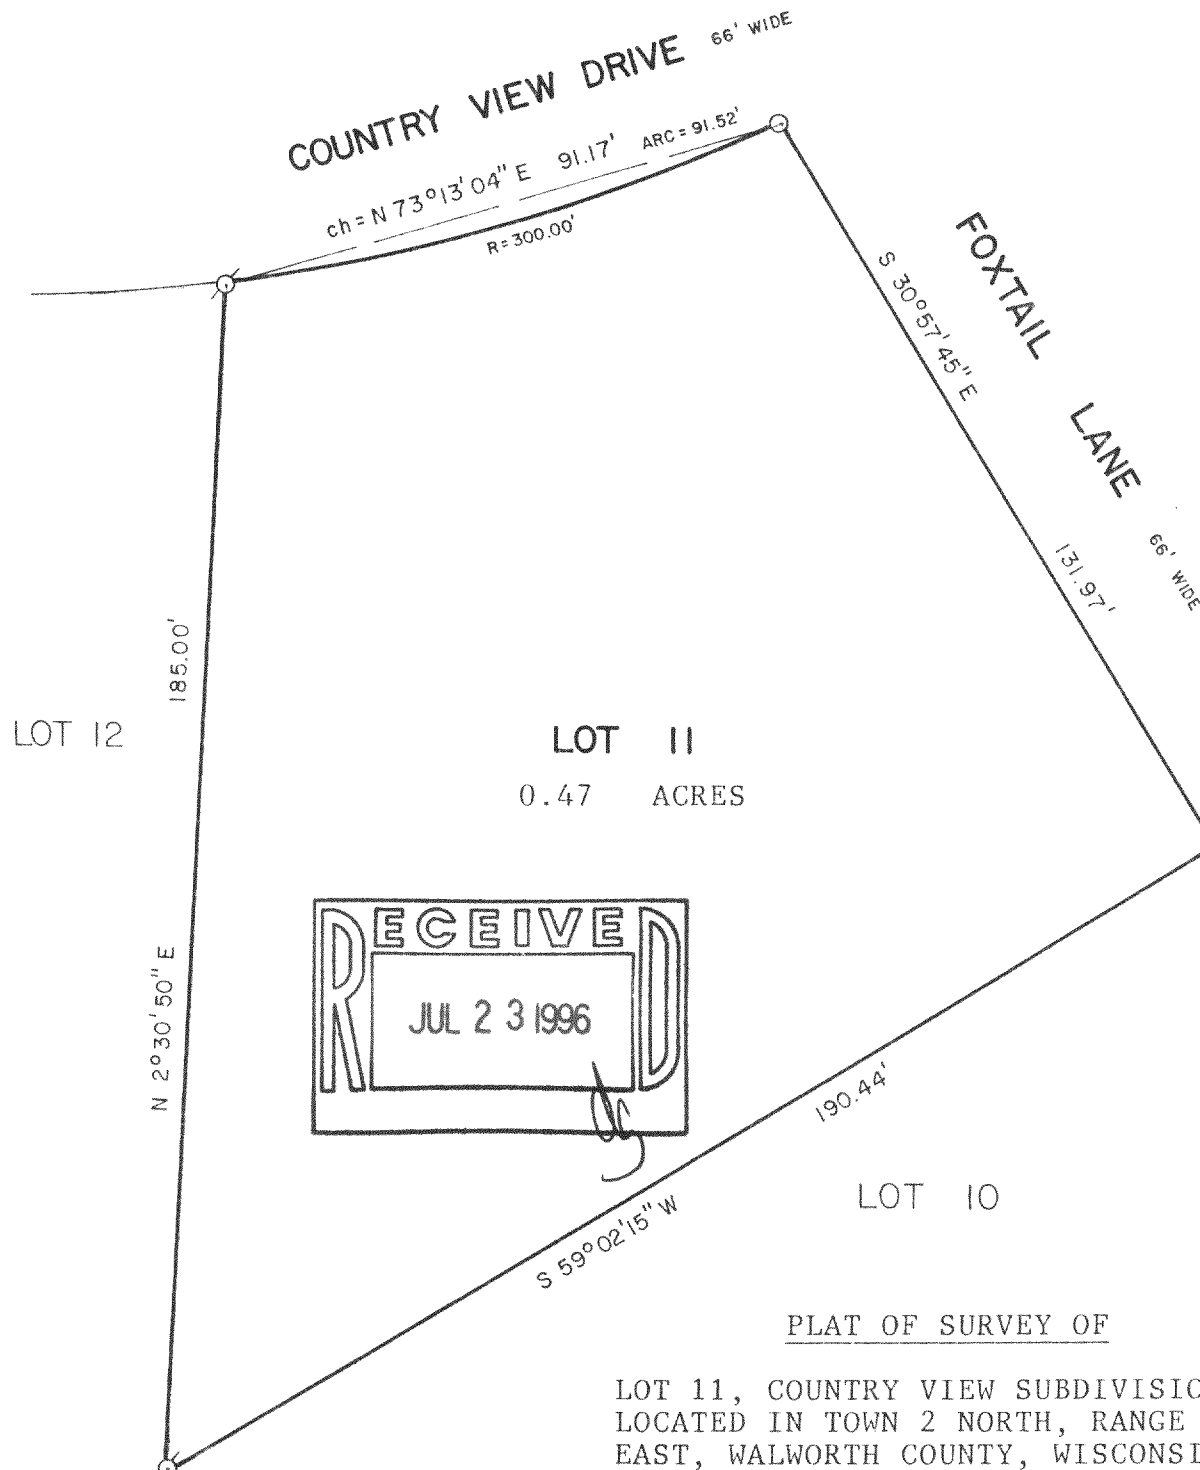 COUNTRY VIEW DRIVE 66' WIDE
ch = N 73°13'04" E 91.17' ARC = 91.52'
R = 300.00'
FOXTAIL LANE 66' WIDE
S 30°57'45" E 131.97'
185.00'
N 2°30'50" E
LOT 12
LOT 11
0.47 ACRES
RECEIVED
JUL 23 1996
190.44'
S 59°02'15" W
LOT 10
PLAT OF SURVEY OF
LOT 11, COUNTRY VIEW SUBDIVISIO
LOCATED IN TOWN 2 NORTH, RANGE
EAST, WALWORTH COUNTY, WISCONSI